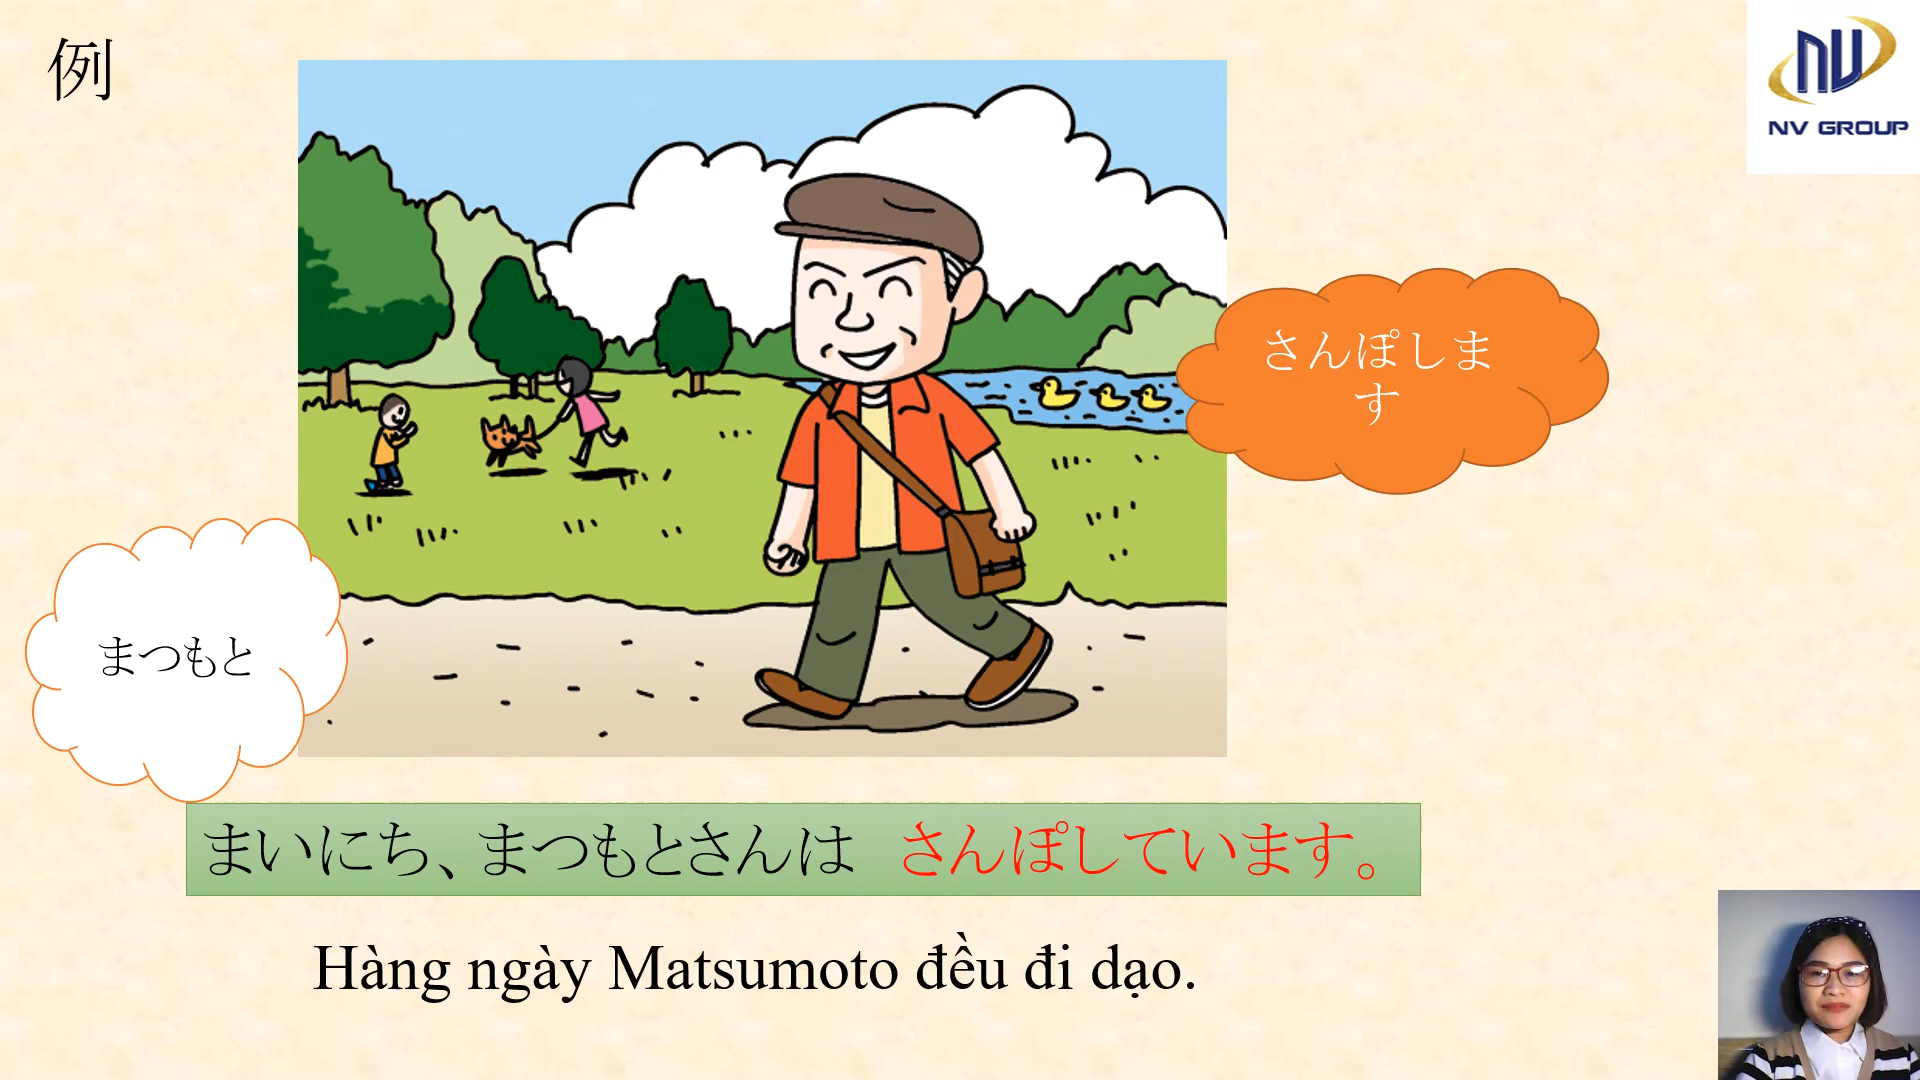 例
NV
NV GROUP
さんぽしま
す
まつもと
まいにち、まつもとさんは さんぽしています。
Hàng ngày Matsumoto đều đi dạo.